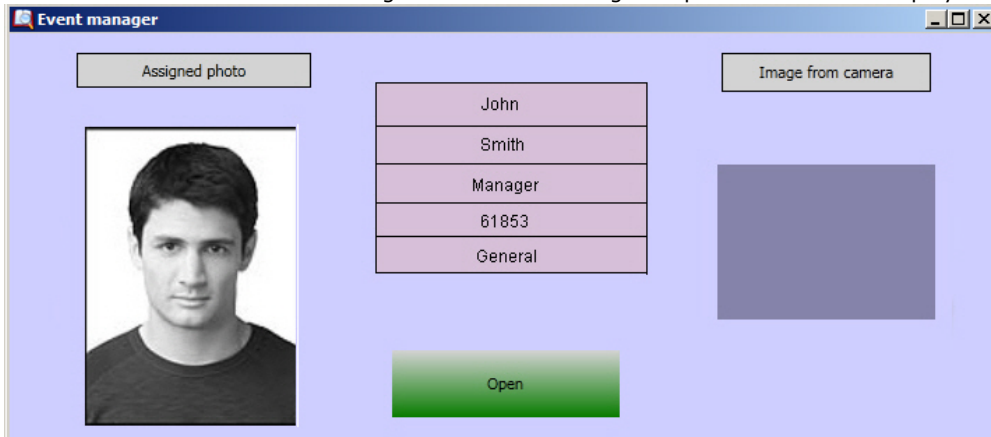 Event manager
Assigned photo
Image from camera
John
Smith
Manager
61853
General
Open